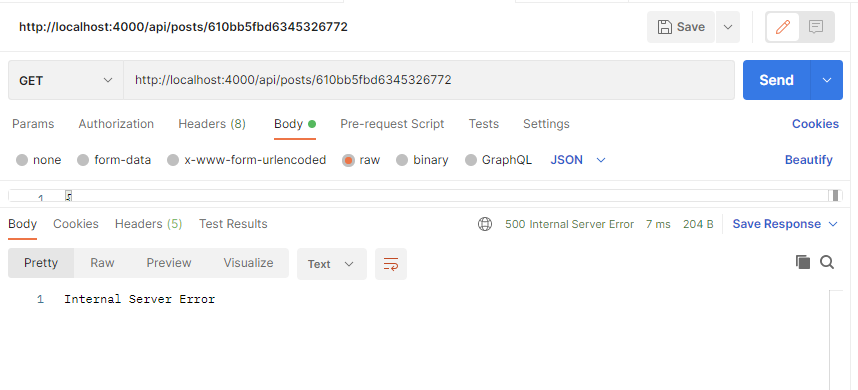 http://localhost:4000/api/posts/610bb5fbd6345326772
Save
GET
http://localhost:4000/api/posts/610bb5fbd6345326772
Send
Params Authorization Headers (8) Body Pre-request Script Tests Settings Cookies
none form-data x-www-form-urlencoded raw binary GraphQL JSON Beautify
1
Body Cookies Headers (5) Test Results 500 Internal Server Error 7 ms 204 B Save Response
Pretty Raw Preview Visualize Text
1 Internal Server Error